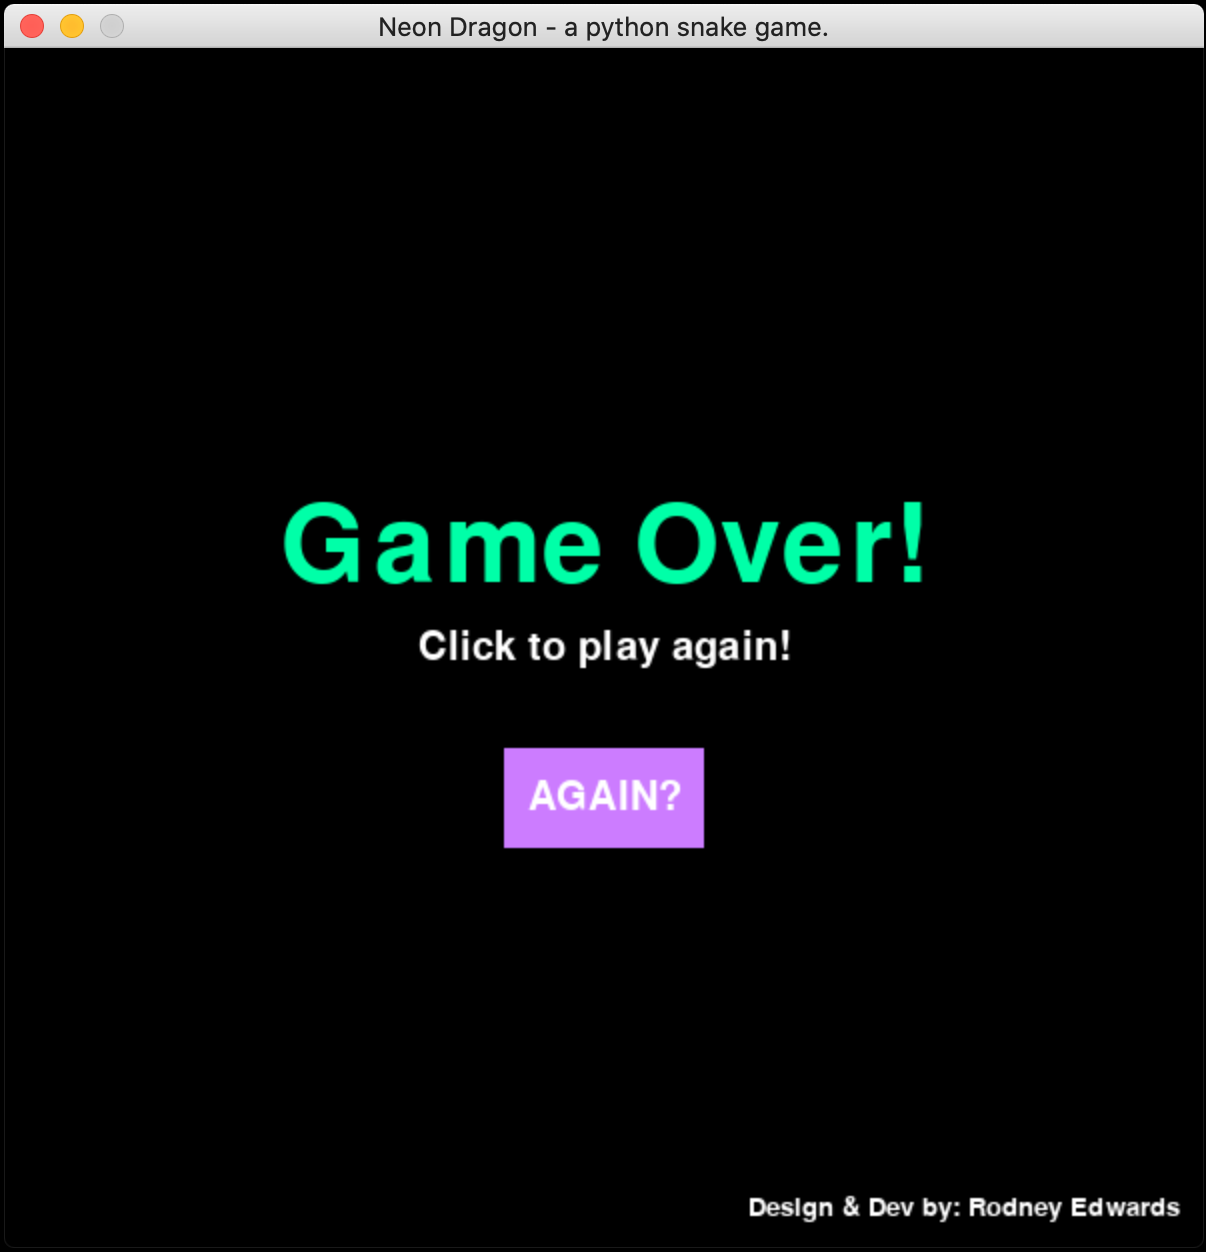 Neon Dragon - a python snake game.
Game Over!
Click to play again!
AGAIN?
Design & Dev by: Rodney Edwards